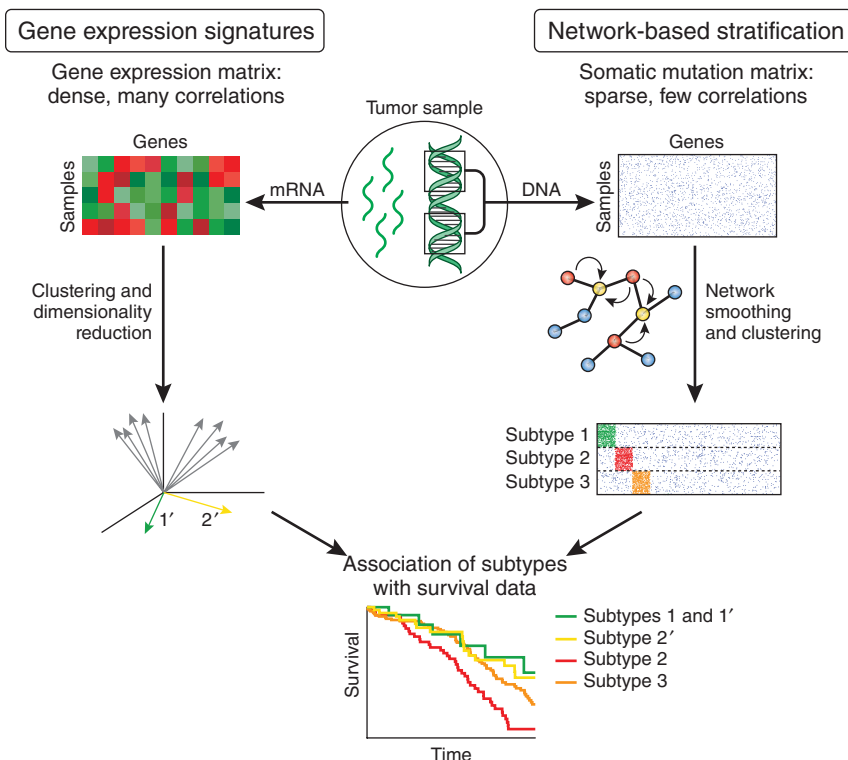 Gene expression signatures
Network-based stratification
Gene expression matrix:
dense, many correlations
Somatic mutation matrix:
sparse, few correlations
Tumor sample
Genes
Samples
mRNA
DNA
Genes
Samples
Clustering and
dimensionality
reduction
Network
smoothing
and clustering
1′
2′
Subtype 1
Subtype 2
Subtype 3
Association of subtypes
with survival data
Survival
Time
Subtypes 1 and 1′
Subtype 2′
Subtype 2
Subtype 3